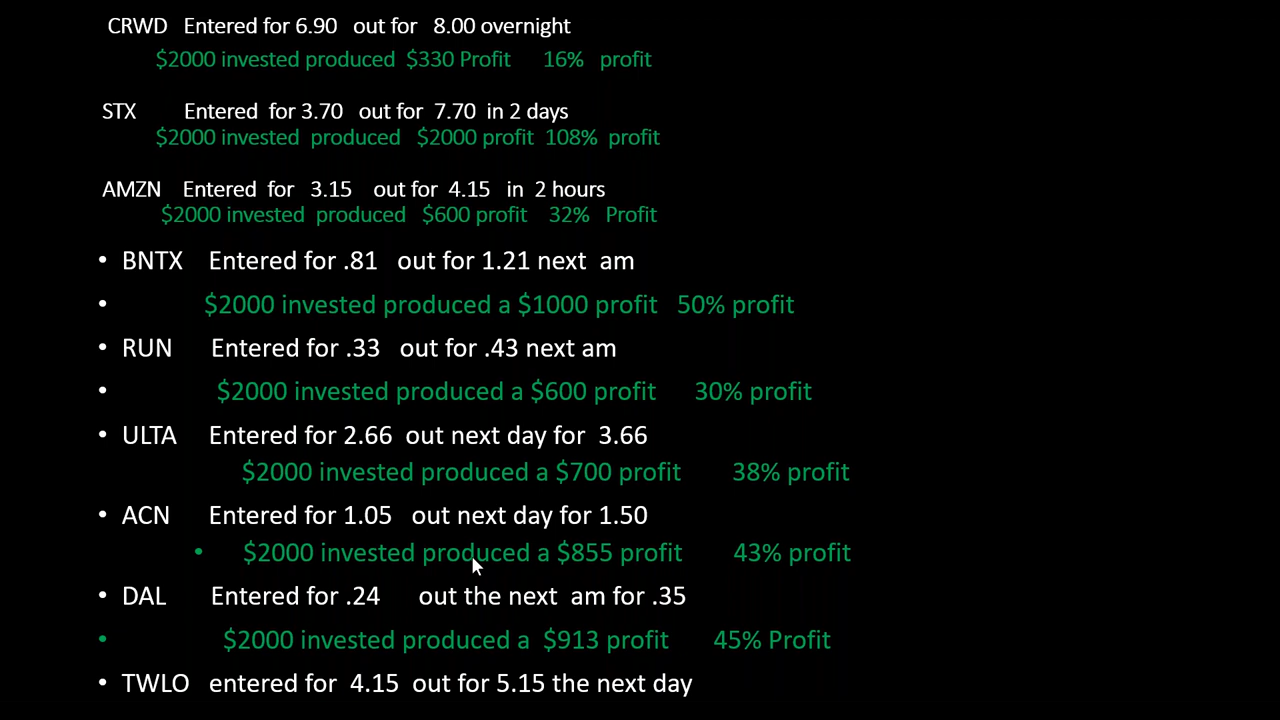 CRWD Entered for 6.90 out for 8.00 overnight
$2000 invested produced $330 Profit 16% profit
STX Entered for 3.70 out for 7.70 in 2 days
$2000 invested produced $2000 profit 108% profit
AMZN Entered for 3.15 out for 4.15 in 2 hours
$2000 invested produced $600 profit 32% Profit
• BNTX Entered for .81 out for 1.21 next am
• $2000 invested produced a $1000 profit 50% profit
• RUN Entered for .33 out for .43 next am
• $2000 invested produced a $600 profit 30% profit
• ULTA Entered for 2.66 out next day for 3.66
$2000 invested produced a $700 profit 38% profit
• ACN Entered for 1.05 out next day for 1.50
• $2000 invested produced a $855 profit 43% profit
• DAL Entered for .24 out the next am for .35
• $2000 invested produced a $913 profit 45% Profit
• TWLO entered for 4.15 out for 5.15 the next day